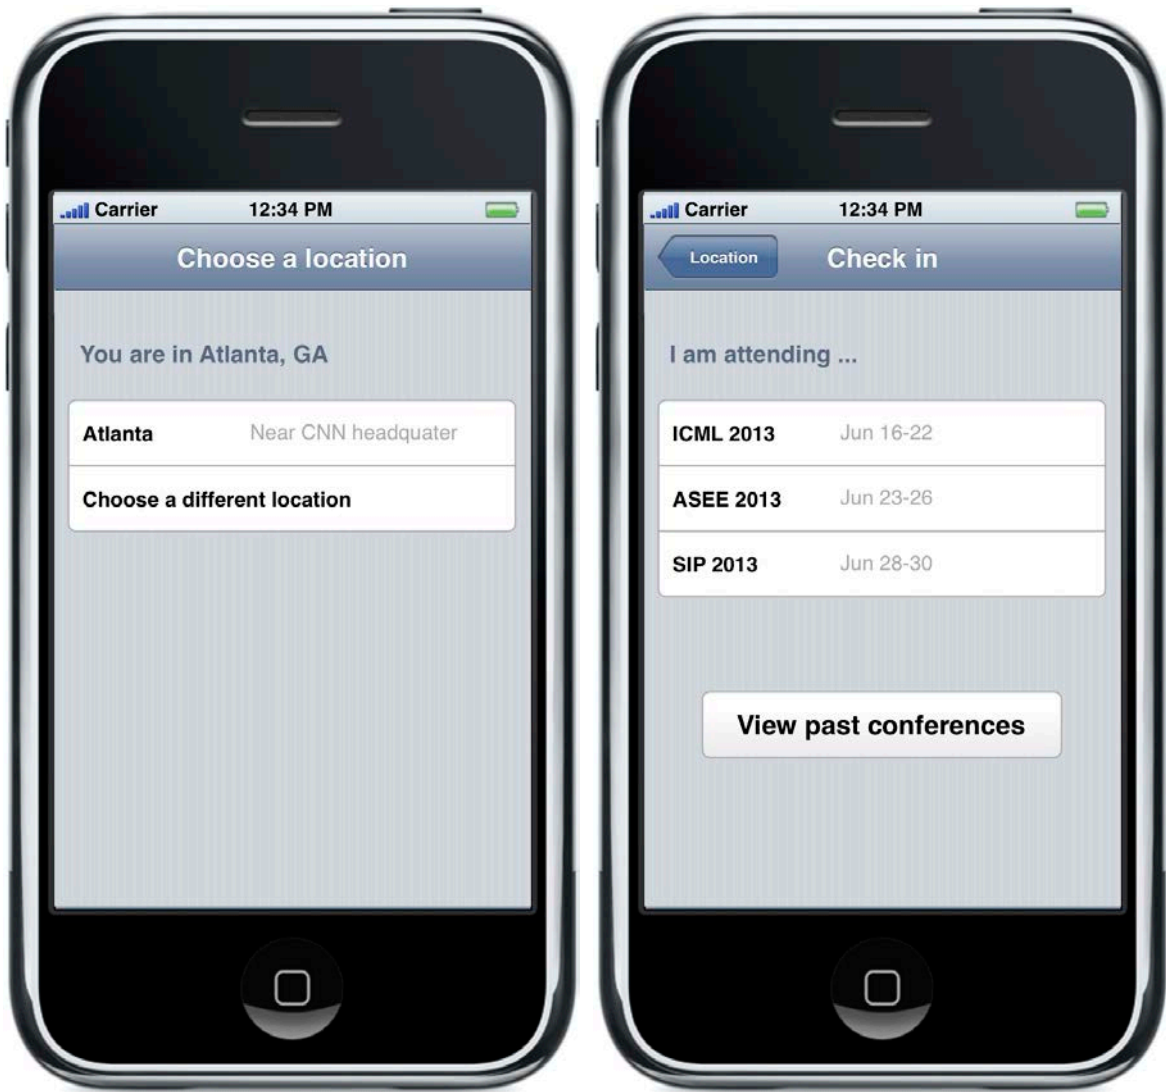 Carrier 12:34 PM
Choose a location
You are in Atlanta, GA
Atlanta Near CNN headquater
Choose a different location
Carrier 12:34 PM
Location Check in
I am attending ...
ICML 2013 Jun 16-22
ASEE 2013 Jun 23-26
SIP 2013 Jun 28-30
View past conferences